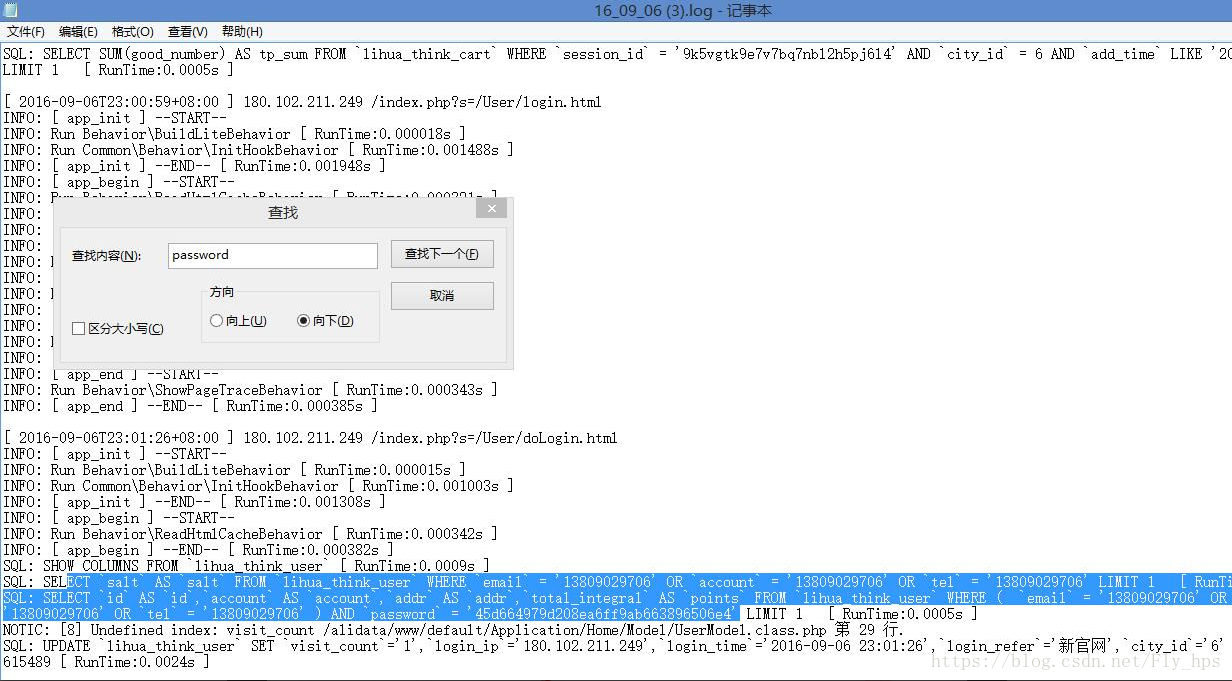 16_09_06 (3).log - 记事本
文件(F) 编辑(E) 格式(O) 查看(V) 帮助(H)
SQL: SELECT SUM(good_number) AS tp_sum FROM `lihua_think_cart` WHERE `session_id` = '9k5vgtk9e7v7bq7nbl2h5pj614' AND `city_id` = 6 AND `add_time` LIKE '20
LIMIT 1 [ RunTime:0.0005s ]
[ 2016-09-06T23:00:59+08:00 ] 180.102.211.249 /index.php?s=/User/login.html
INFO: [ app_init ] --START--
INFO: Run Behavior\BuildLiteBehavior [ RunTime:0.000018s ]
INFO: Run Common\Behavior\InitHookBehavior [ RunTime:0.001488s ]
INFO: [ app_init ] --END-- [ RunTime:0.001948s ]
INFO: [ app_begin ] --START--
INFO: Run Behavior\ReadHtmlCacheBehavior [ RunTime:0.000321s ]
INFO:
INFO:
INFO:
INFO:
INFO:
INFO:
INFO:
INFO:
INFO:
INFO:
查找
查找内容(N):
password
查找下一个(F)
方向
取消
区分大小写(C)
向上(U)
向下(D)
INFO: [ app_end ] --START--
INFO: Run Behavior\ShowPageTraceBehavior [ RunTime:0.000343s ]
INFO: [ app_end ] --END-- [ RunTime:0.000385s ]
[ 2016-09-06T23:01:26+08:00 ] 180.102.211.249 /index.php?s=/User/doLogin.html
INFO: [ app_init ] --START--
INFO: Run Behavior\BuildLiteBehavior [ RunTime:0.000015s ]
INFO: Run Common\Behavior\InitHookBehavior [ RunTime:0.001003s ]
INFO: [ app_init ] --END-- [ RunTime:0.001308s ]
INFO: [ app_begin ] --START--
INFO: Run Behavior\ReadHtmlCacheBehavior [ RunTime:0.000342s ]
INFO: [ app_begin ] --END-- [ RunTime:0.000382s ]
SQL: SHOW COLUMNS FROM `lihua_think_user` [ RunTime:0.0009s ]
SQL: SELECT `salt` AS `salt` FROM `lihua_think_user` WHERE `email` = '13809029706' OR `account` = '13809029706' OR `tel` = '13809029706' LIMIT 1 [ RunTi
SQL: SELECT `id` AS `id`,`account` AS `account`,`addr` AS `addr`,`total_integral` AS `points` FROM `lihua_think_user` WHERE ( `email` = '13809029706' OR
'13809029706' OR `tel` = '13809029706' ) AND `password` = '45d664979d208ea6ff9ab663896506e4' LIMIT 1 [ RunTime:0.0005s ]
NOTIC: [8] Undefined index: visit_count /alidata/www/default/Application/Home/Model/UserModel.class.php 第 29 行.
SQL: UPDATE `lihua_think_user` SET `visit_count`='1',`login_ip`='180.102.211.249',`login_time`='2016-09-06 23:01:26',`login_refer`='新官网',`city_id`='6'
615489 [ RunTime:0.0024s ]
https://blog.csdn.net/Fly_hps